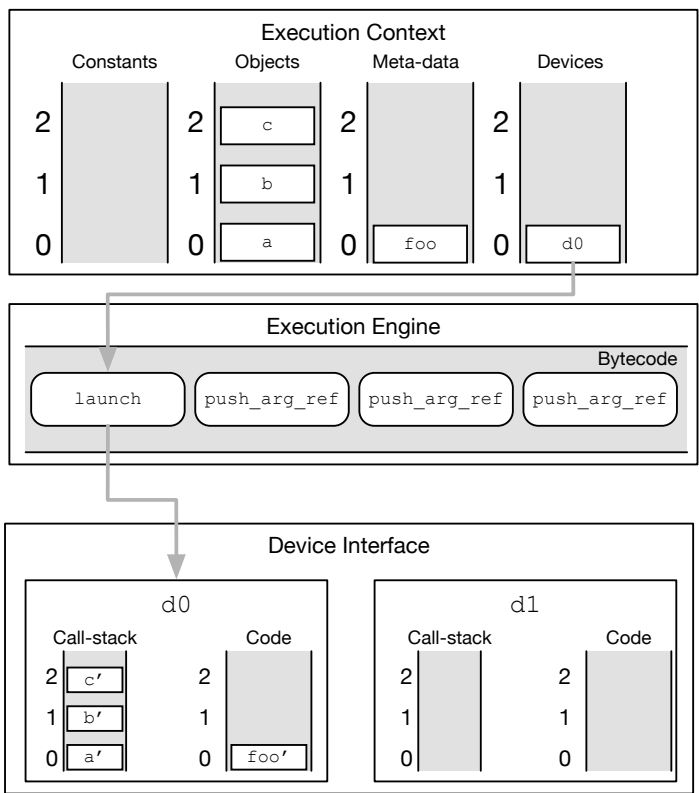 Execution Context
Constants Objects Meta-data Devices
2 2 c 2 2
1 1 b 1 1
0 0 a 0 foo 0 d0
Execution Engine
Bytecode
launch push_arg_ref push_arg_ref push_arg_ref
Device Interface
d0 d1
Call-stack Code Call-stack Code
2 c′ 2 2 2
1 b′ 1 1 1
0 a′ 0 foo′ 0 0